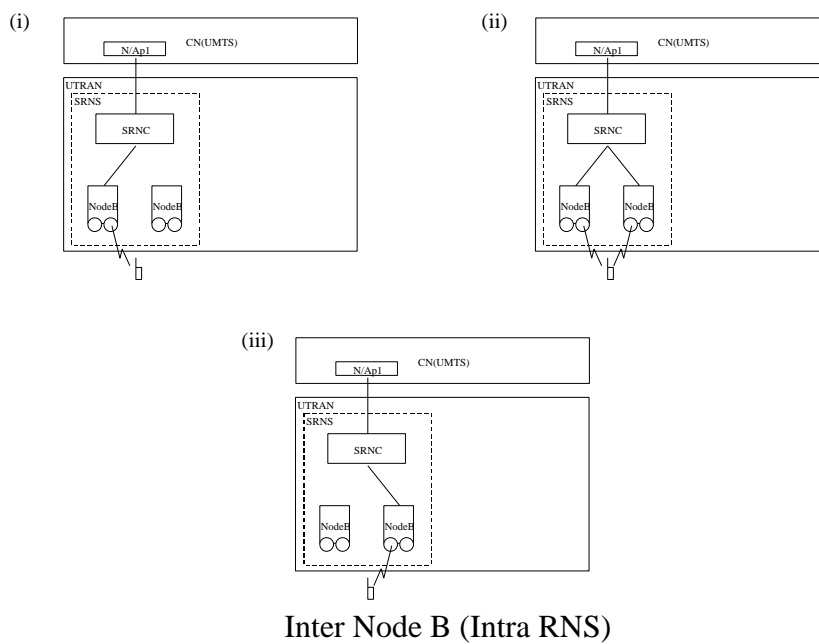 (i)
N/Ap1
CN(UMTS)
UTRAN
SRNS
SRNC
NodeB
NodeB
(ii)
N/Ap1
CN(UMTS)
UTRAN
SRNS
SRNC
NodeB
NodeB
(iii)
N/Ap1
CN(UMTS)
UTRAN
SRNS
SRNC
NodeB
NodeB
Inter Node B (Intra RNS)